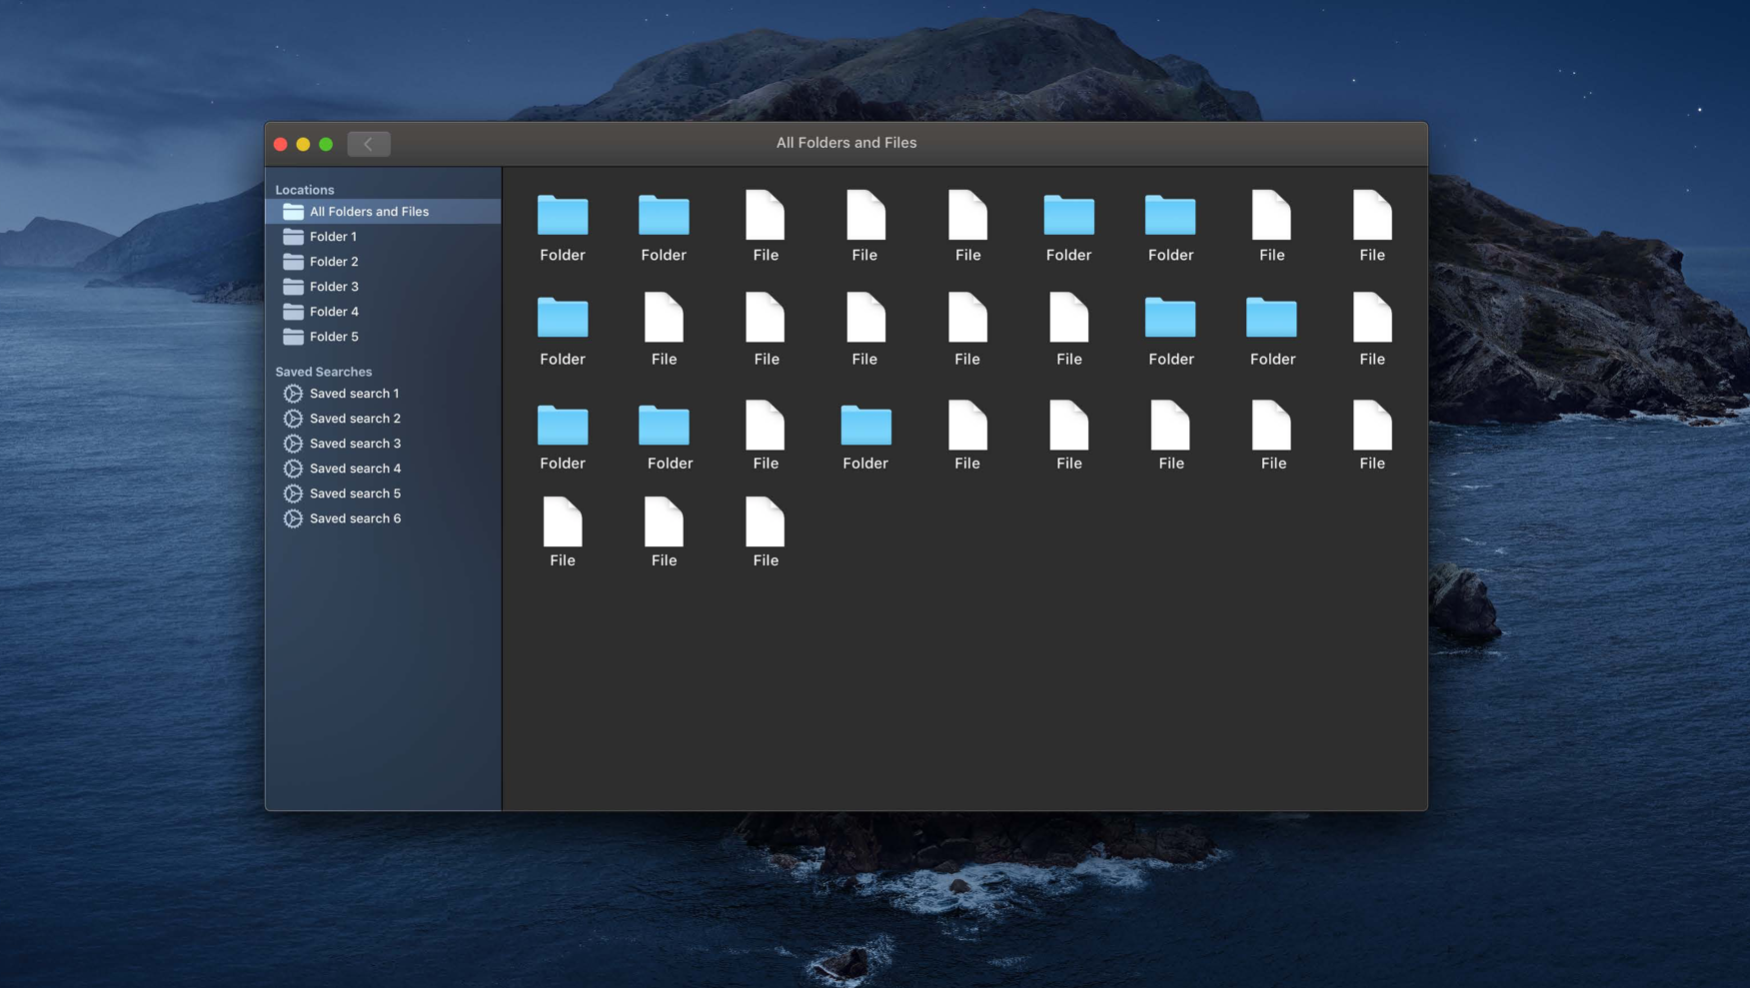 All Folders and Files
Locations
All Folders and Files
Folder 1
Folder 2
Folder 3
Folder 4
Folder 5
Saved Searches
Saved search 1
Saved search 2
Saved search 3
Saved search 4
Saved search 5
Saved search 6
Folder Folder File File File Folder Folder File File
Folder File File File File File Folder Folder File
Folder Folder File Folder File File File File File
File File File